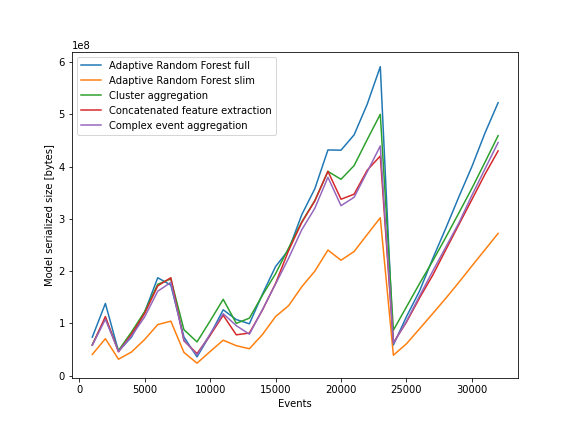 1e8
6
5
4
3
2
1
0
Model serialized size [bytes]
Adaptive Random Forest full
Adaptive Random Forest slim
Cluster aggregation
Concatenated feature extraction
Complex event aggregation
0 5000 10000 15000 20000 25000 30000
Events